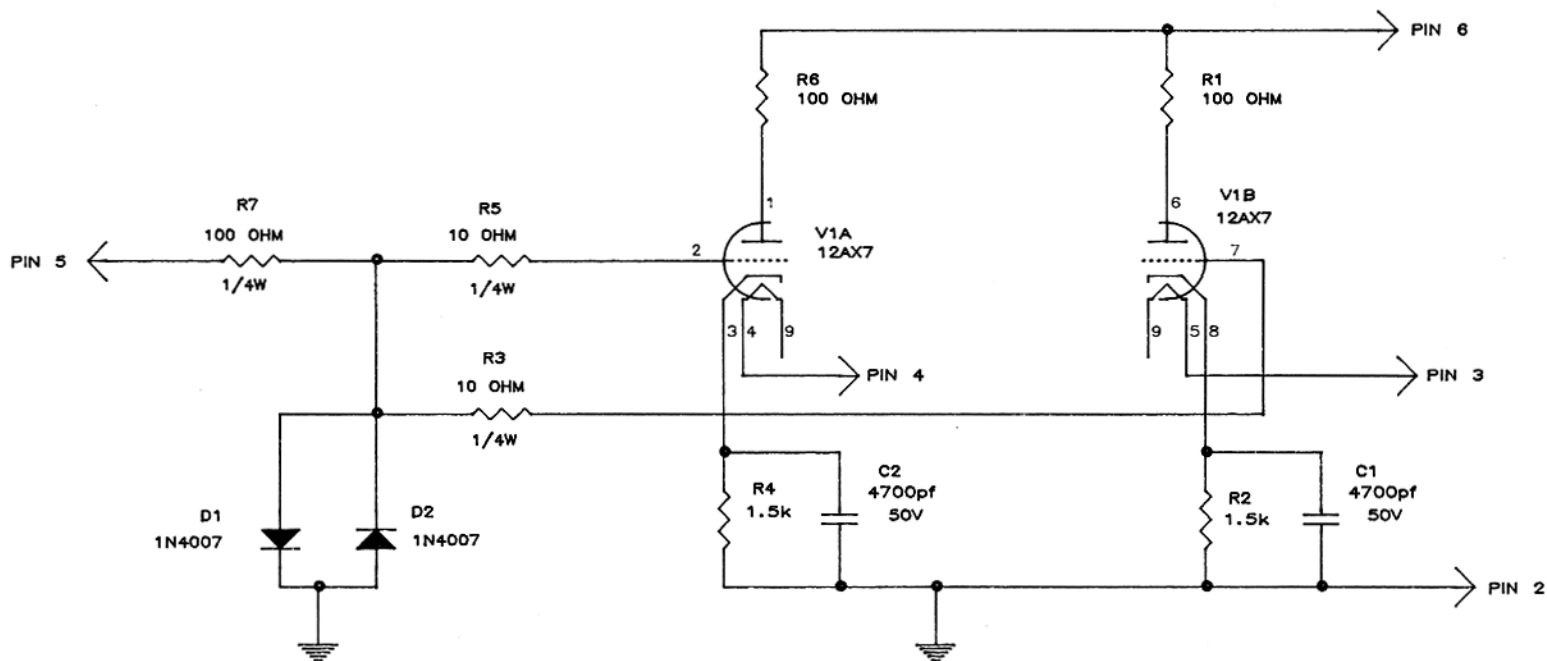 PIN 6
R6
100 OHM
R1
100 OHM
1
6
R7
100 OHM
1/4W
R5
10 OHM
1/4W
V1A
12AX7
V1B
12AX7
PIN 5
2
7
3
4
9
9
5
8
R3
10 OHM
1/4W
PIN 4
PIN 3
D1
1N4007
D2
1N4007
R4
1.5k
C2
4700pf
50V
R2
1.5k
C1
4700pf
50V
PIN 2